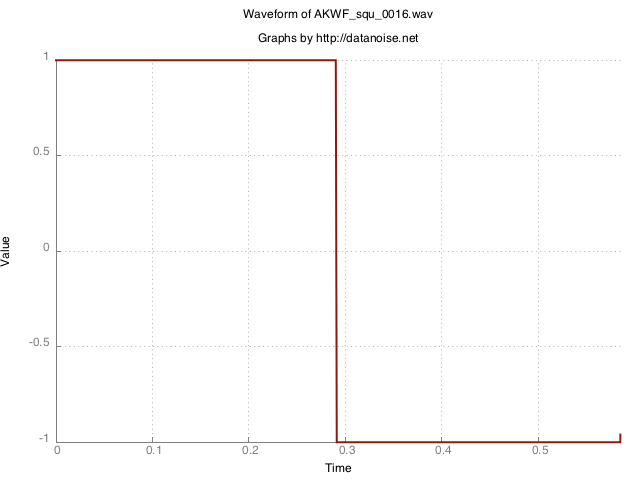 Waveform of AKWF_squ_0016.wav
Graphs by http://datanoise.net
1
0.5
0
-0.5
-1
Value
0 0.1 0.2 0.3 0.4 0.5
Time